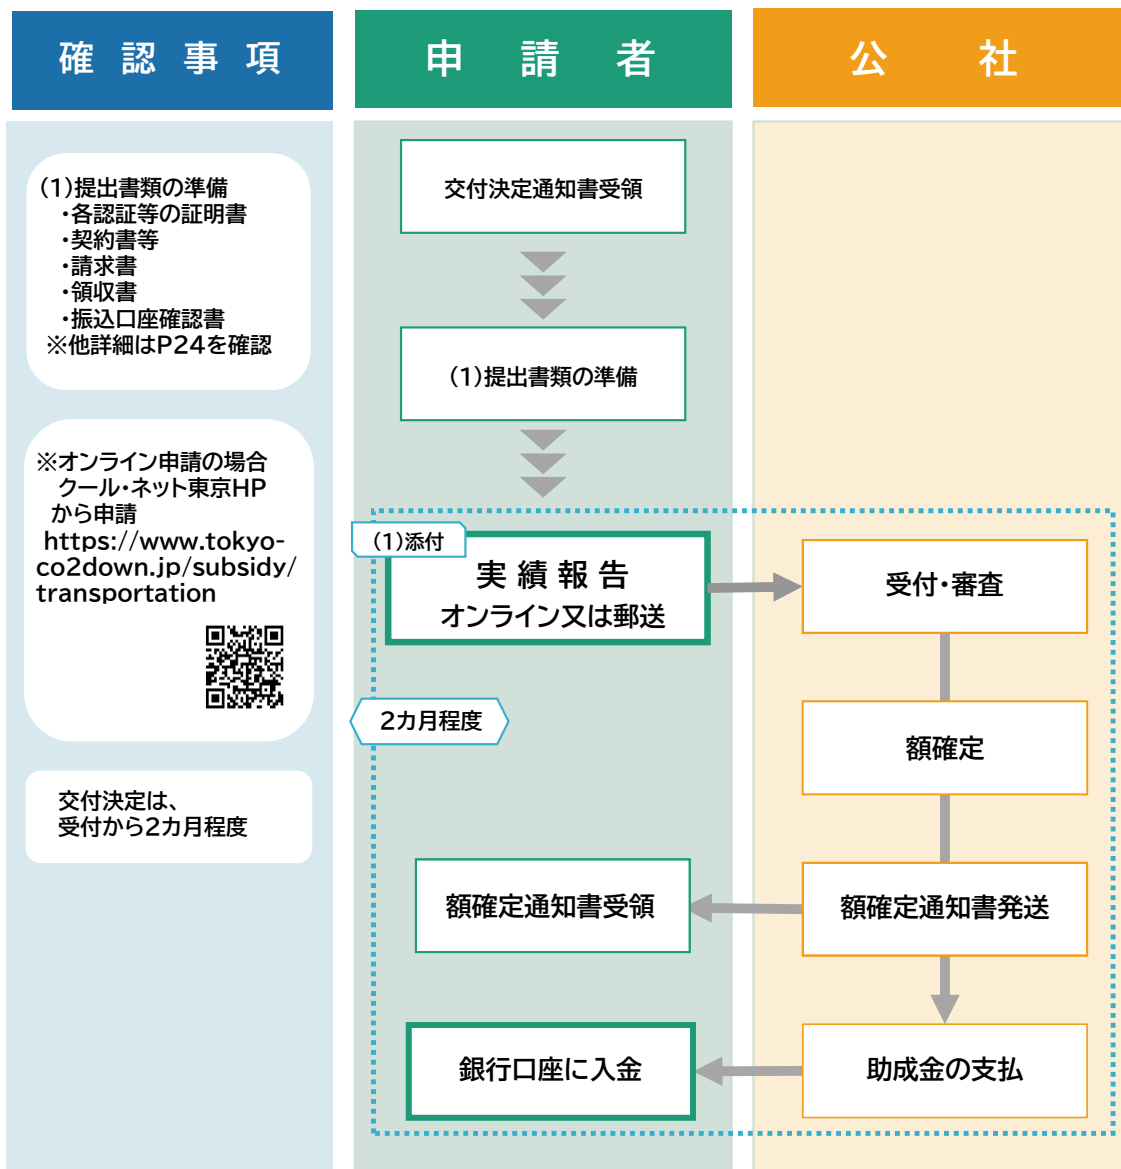 確認事項
申請者
公社
(1)提出書類の準備
・各認証等の証明書
・契約書等
・請求書
・領収書
・振込口座確認書
※他詳細はP24を確認
※オンライン申請の場合
クール・ネット東京HP
から申請
https://www.tokyo-
co2down.jp/subsidy/
transportation
交付決定は、
受付から2カ月程度
交付決定通知書受領
(1)提出書類の準備
(1)添付
実績報告
オンライン又は郵送
受付・審査
2カ月程度
額確定
額確定通知書受領
額確定通知書発送
銀行口座に入金
助成金の支払